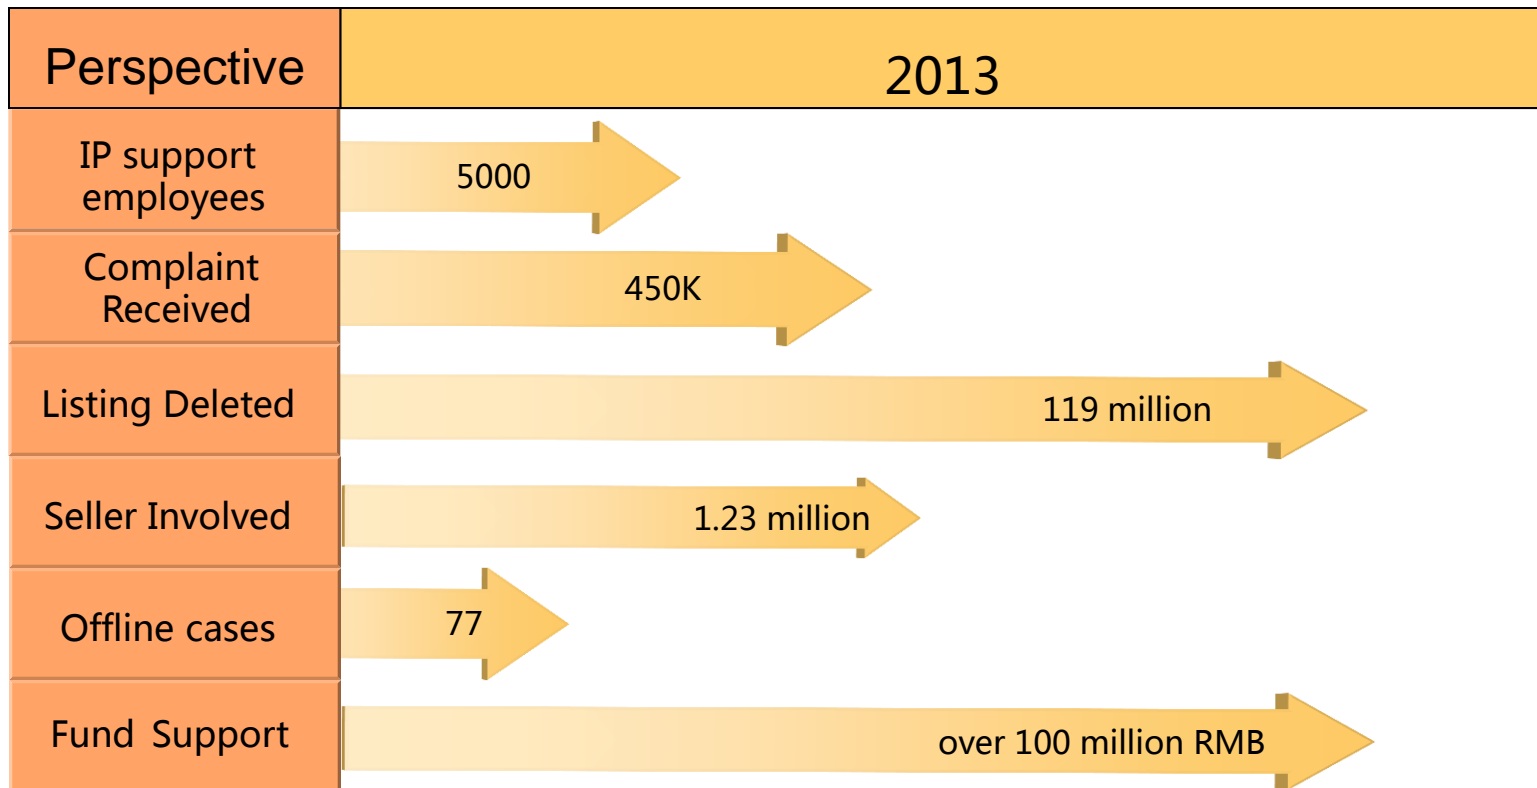 Perspective
2013
IP support
employees
5000
Complaint
Received
450K
Listing Deleted
119 million
Seller Involved
1.23 million
Offline cases
77
Fund Support
over 100 million RMB